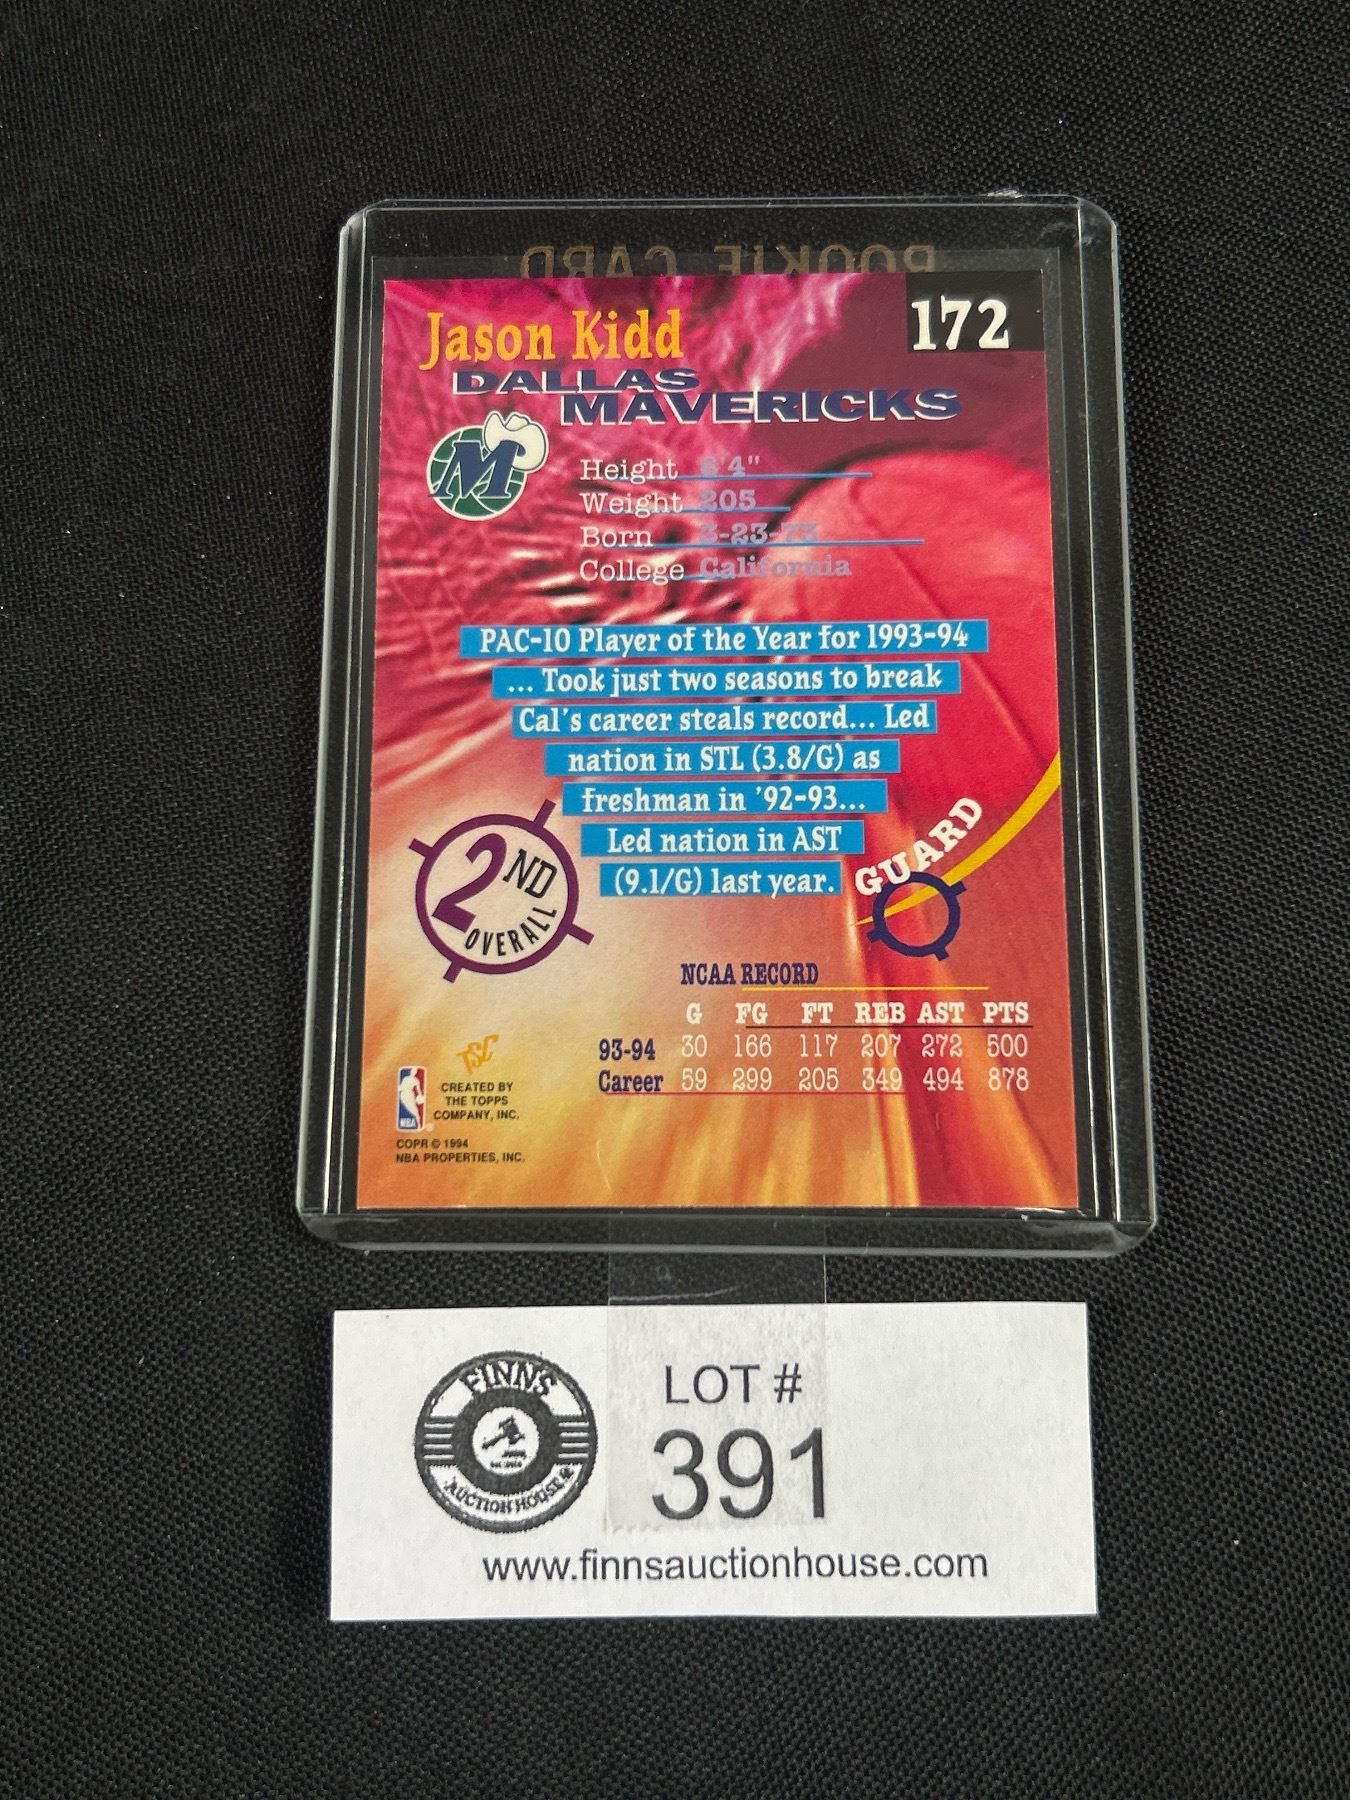 ROOKIE CARD
172
Jason Kidd
DALLAS
MAVERICKS
M
Height 6'4"
Weight 205
Born 3-23-73
College California
PAC-10 Player of the Year for 1993-94
... Took just two seasons to break
Cal's career steals record... Led
nation in STL (3.8/G) as
freshman in '92-93...
Led nation in AST
(9.1/G) last year.
2ND
OVERALL
GUARD
NCAA RECORD
G FG FT REB AST PTS
93-94 30 166 117 207 272 500
Career 59 299 205 349 494 878
TSC
CREATED BY
THE TOPPS
COMPANY, INC.
NBA
COPR © 1994
NBA PROPERTIES, INC.
FINNS
AUCTION HOUSE
LOT #
391
www.finnsauctionhouse.com